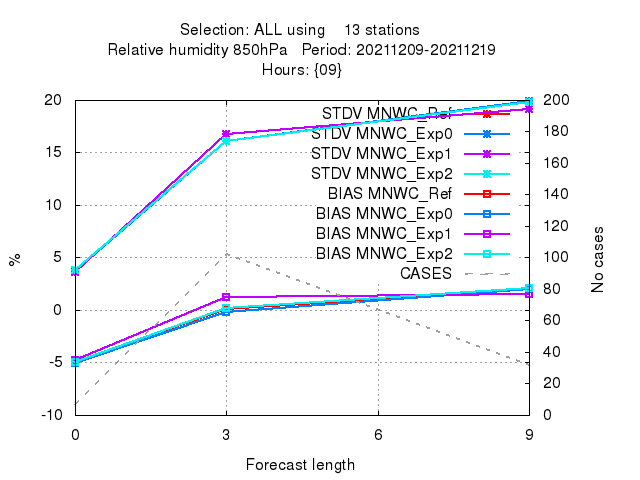 Selection: ALL using 13 stations
Relative humidity 850hPa Period: 20211209-20211219
Hours: {09}
20
15
10
5
0
-5
-10
%
200
180
160
140
120
100
80
60
40
20
0
No cases
STDV MNWC_Ref
STDV MNWC_Exp0
STDV MNWC_Exp1
STDV MNWC_Exp2
BIAS MNWC_Ref
BIAS MNWC_Exp0
BIAS MNWC_Exp1
BIAS MNWC_Exp2
CASES
0 3 6 9
Forecast length